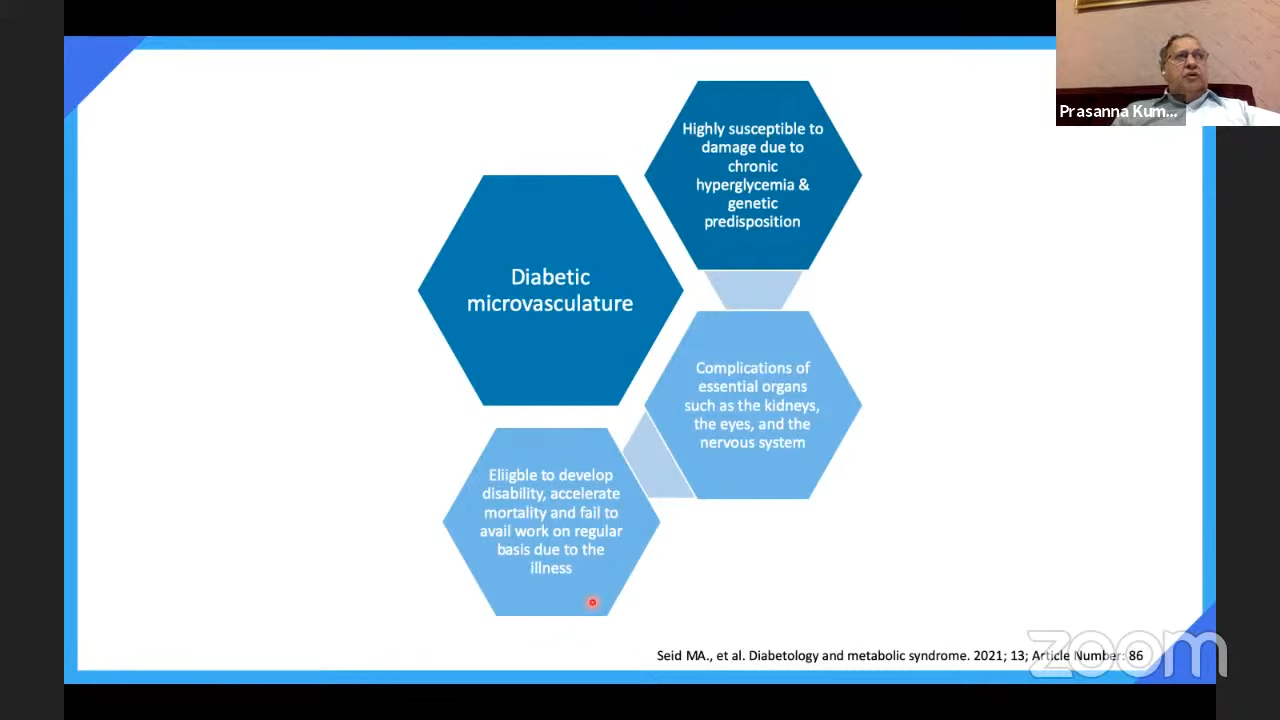 Prasanna Kum...
Highly susceptible to
damage due to
chronic
hyperglycemia &
genetic
predisposition
Diabetic
microvasculature
Complications of
essential organs
such as the kidneys,
the eyes, and the
nervous system
Eliigble to develop
disability, accelerate
mortality and fail to
avail work on regular
basis due to the
illness
Seid MA., et al. Diabetology and metabolic syndrome. 2021; 13; Article Number: 86
zoom